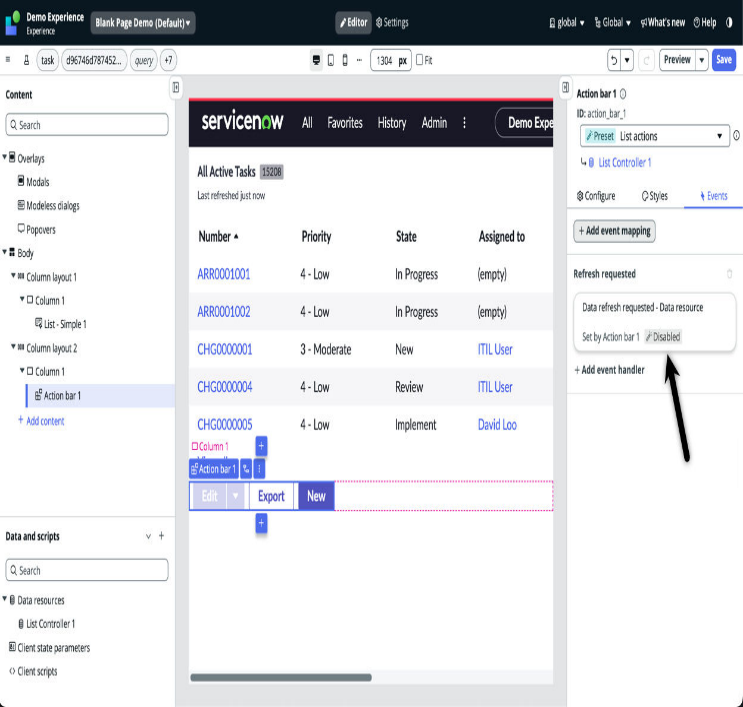 Demo Experience
Experience
Blank Page Demo (Default)
Editor
Settings
global
Global
What's new
Help
task
d96746d787452...
query
+7
1304 px
Fit
Preview
Save
Content
Search
Overlays
Modals
Modeless dialogs
Popovers
Body
Column layout 1
Column 1
List - Simple 1
Column layout 2
Column 1
Action bar 1
+ Add content
Data and scripts
Search
Data resources
List Controller 1
Client state parameters
Client scripts
servicenow
All Favorites History Admin
Demo Expe
All Active Tasks 15208
Last refreshed just now
Number Priority State Assigned to
ARR0001001 4 - Low In Progress (empty)
ARR0001002 4 - Low In Progress (empty)
CHG0000001 3 - Moderate New ITIL User
CHG0000004 4 - Low Review ITIL User
CHG0000005 4 - Low Implement David Loo
Column 1
Action bar 1
Edit Export New
Action bar 1
ID: action_bar_1
Preset List actions
List Controller 1
Configure Styles Events
+ Add event mapping
Refresh requested
Data refresh requested - Data resource
Set by Action bar 1 Disabled
+ Add event handler